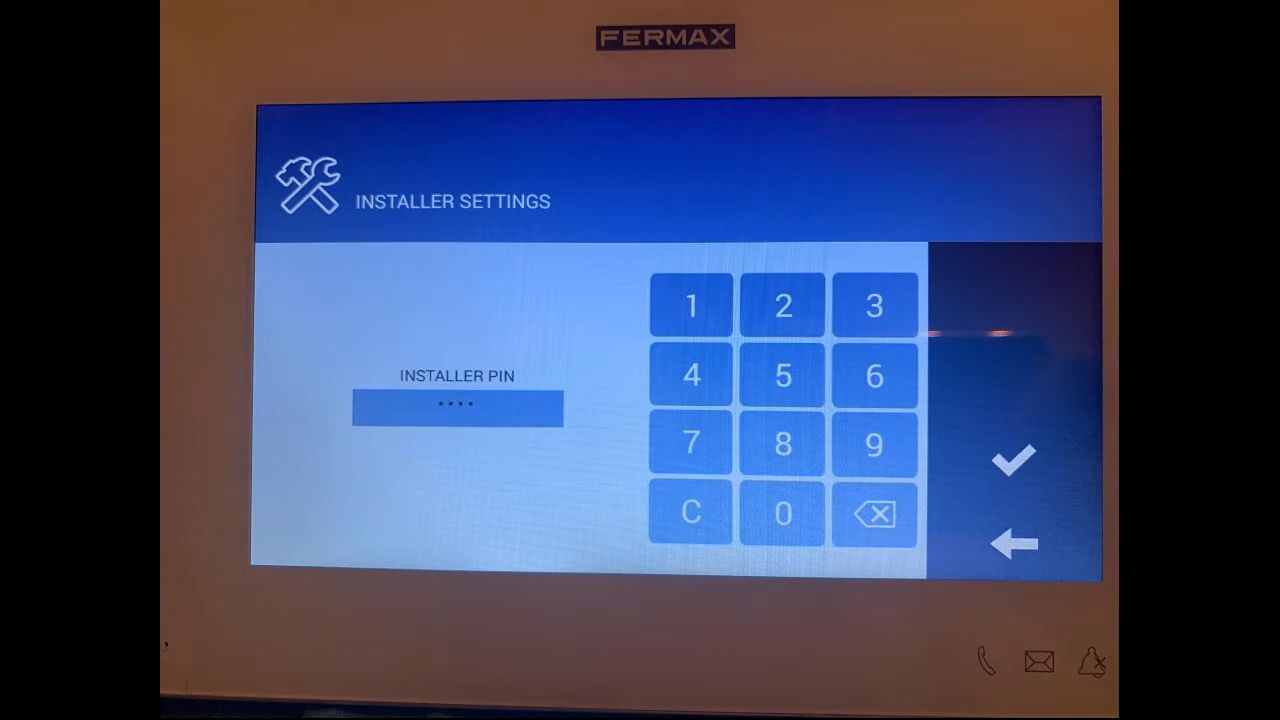 FERMAX
INSTALLER SETTINGS
INSTALLER PIN
••••
1 2 3
4 5 6
7 8 9
C 0